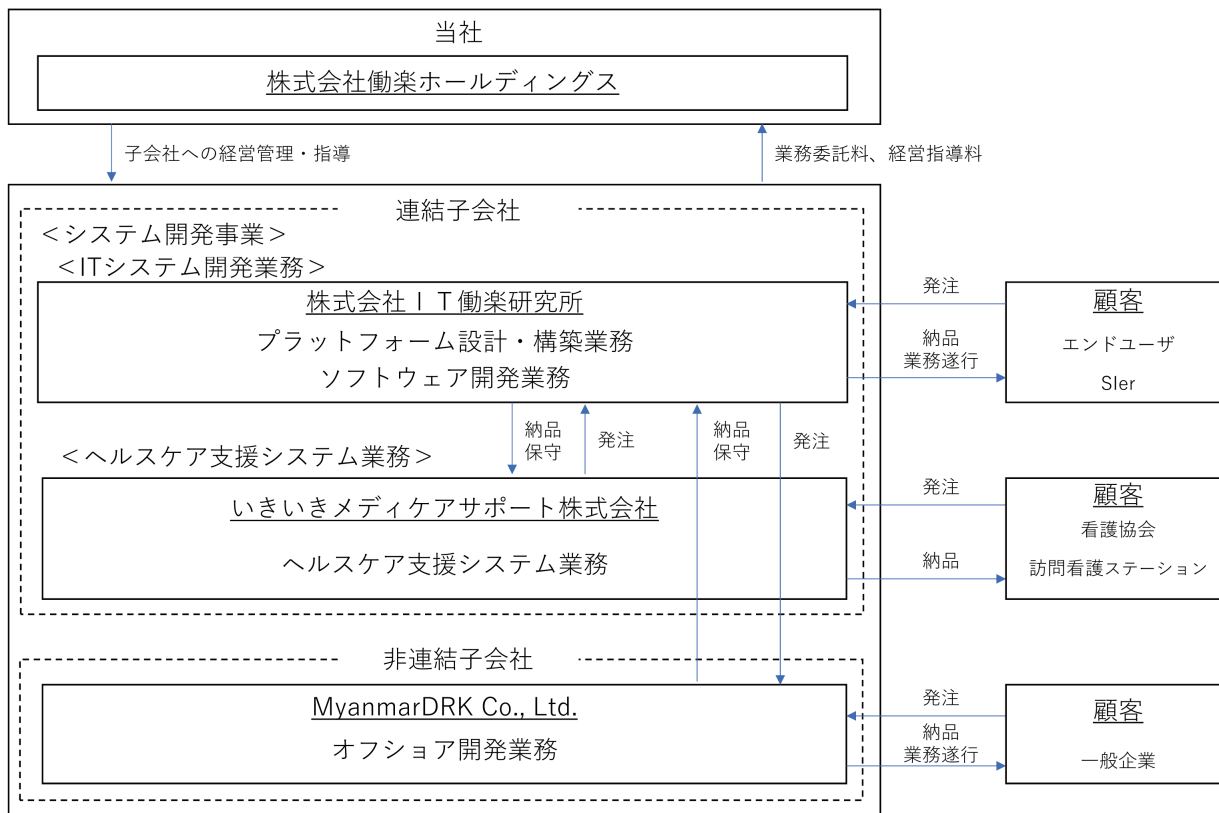 当社
株式会社働楽ホールディングス
子会社への経営管理・指導
業務委託料、経営指導料
連結子会社
＜システム開発事業＞
＜ITシステム開発業務＞
株式会社ＩＴ働楽研究所
プラットフォーム設計・構築業務
ソフトウェア開発業務
発注
納品
業務遂行
顧客
エンドユーザ
SIer
納品
保守
発注
納品
保守
発注
＜ヘルスケア支援システム業務＞
いきいきメディケアサポート株式会社
ヘルスケア支援システム業務
発注
納品
顧客
看護協会
訪問看護ステーション
非連結子会社
MyanmarDRK Co., Ltd.
オフショア開発業務
発注
納品
業務遂行
顧客
一般企業